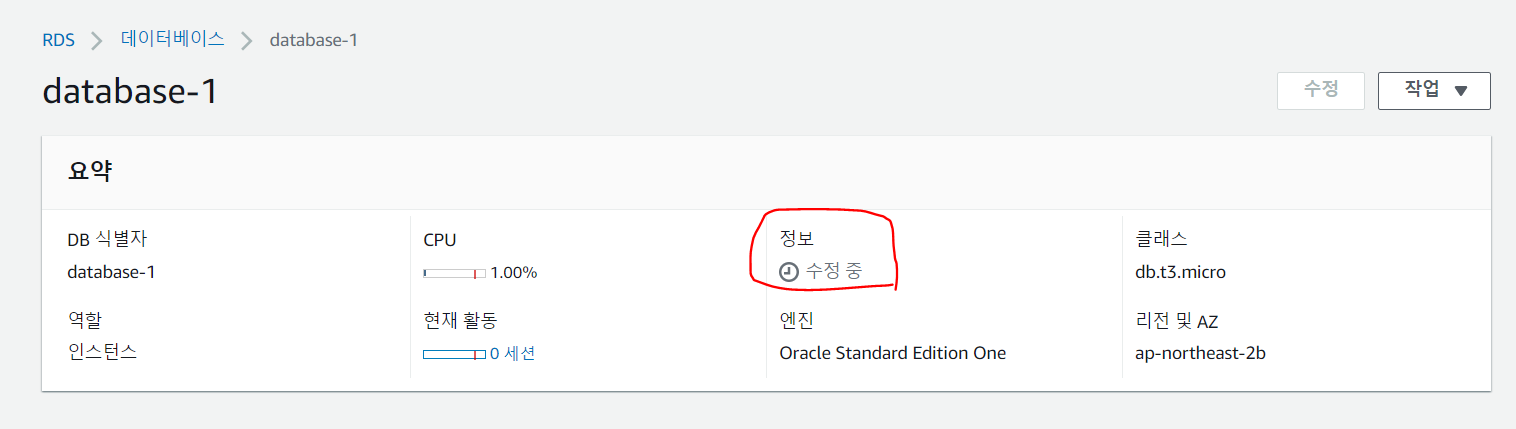 RDS > 데이터베이스 > database-1
database-1
수정 작업
요약
DB 식별자 CPU 정보 클래스
database-1 1.00% 수정 중 db.t3.micro
역할 현재 활동 엔진 리전 및 AZ
인스턴스 0 세션 Oracle Standard Edition One ap-northeast-2b